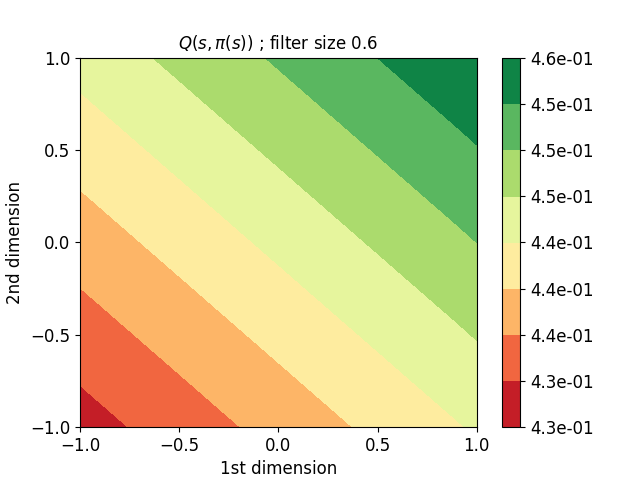 Q(s, π(s)) ; filter size 0.6
1.0
0.5
0.0
−0.5
−1.0
2nd dimension
−1.0 −0.5 0.0 0.5 1.0
1st dimension
4.6e-01
4.5e-01
4.5e-01
4.5e-01
4.4e-01
4.4e-01
4.4e-01
4.3e-01
4.3e-01